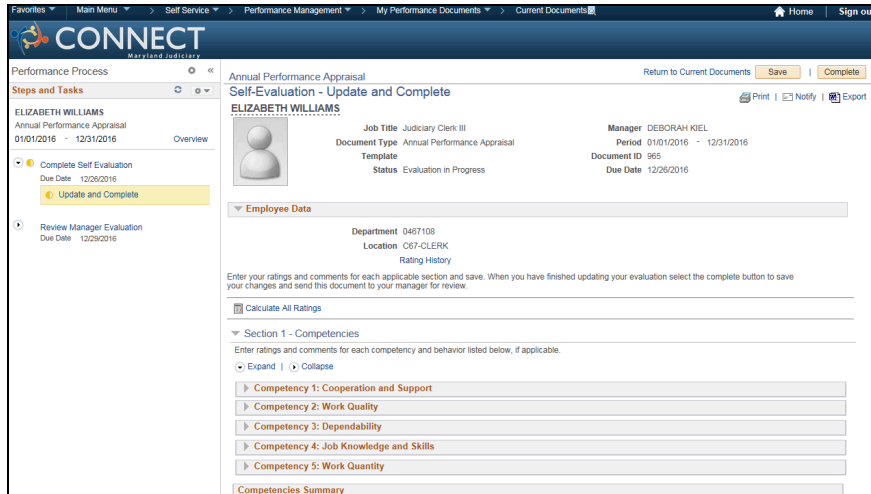 Favorites Main Menu > Self Service > Performance Management > My Performance Documents > Current Documents Home Sign ou
CONNECT
Maryland Judiciary
Performance Process «
Steps and Tasks
ELIZABETH WILLIAMS
Annual Performance Appraisal
01/01/2016 - 12/31/2016 Overview
Complete Self Evaluation
Due Date 12/26/2016
Update and Complete
Review Manager Evaluation
Due Date 12/29/2016
Annual Performance Appraisal Return to Current Documents Save | Complete
Self-Evaluation - Update and Complete Print | Notify | Export
ELIZABETH WILLIAMS
Job Title Judiciary Clerk III Manager DEBORAH KIEL
Document Type Annual Performance Appraisal Period 01/01/2016 - 12/31/2016
Template Document ID 965
Status Evaluation in Progress Due Date 12/26/2016
Employee Data
Department 0467108
Location C67-CLERK
Rating History
Enter your ratings and comments for each applicable section and save. When you have finished updating your evaluation select the complete button to save
your changes and send this document to your manager for review.
Calculate All Ratings
Section 1 - Competencies
Enter ratings and comments for each competency and behavior listed below, if applicable.
Expand | Collapse
Competency 1: Cooperation and Support
Competency 2: Work Quality
Competency 3: Dependability
Competency 4: Job Knowledge and Skills
Competency 5: Work Quantity
Competencies Summary